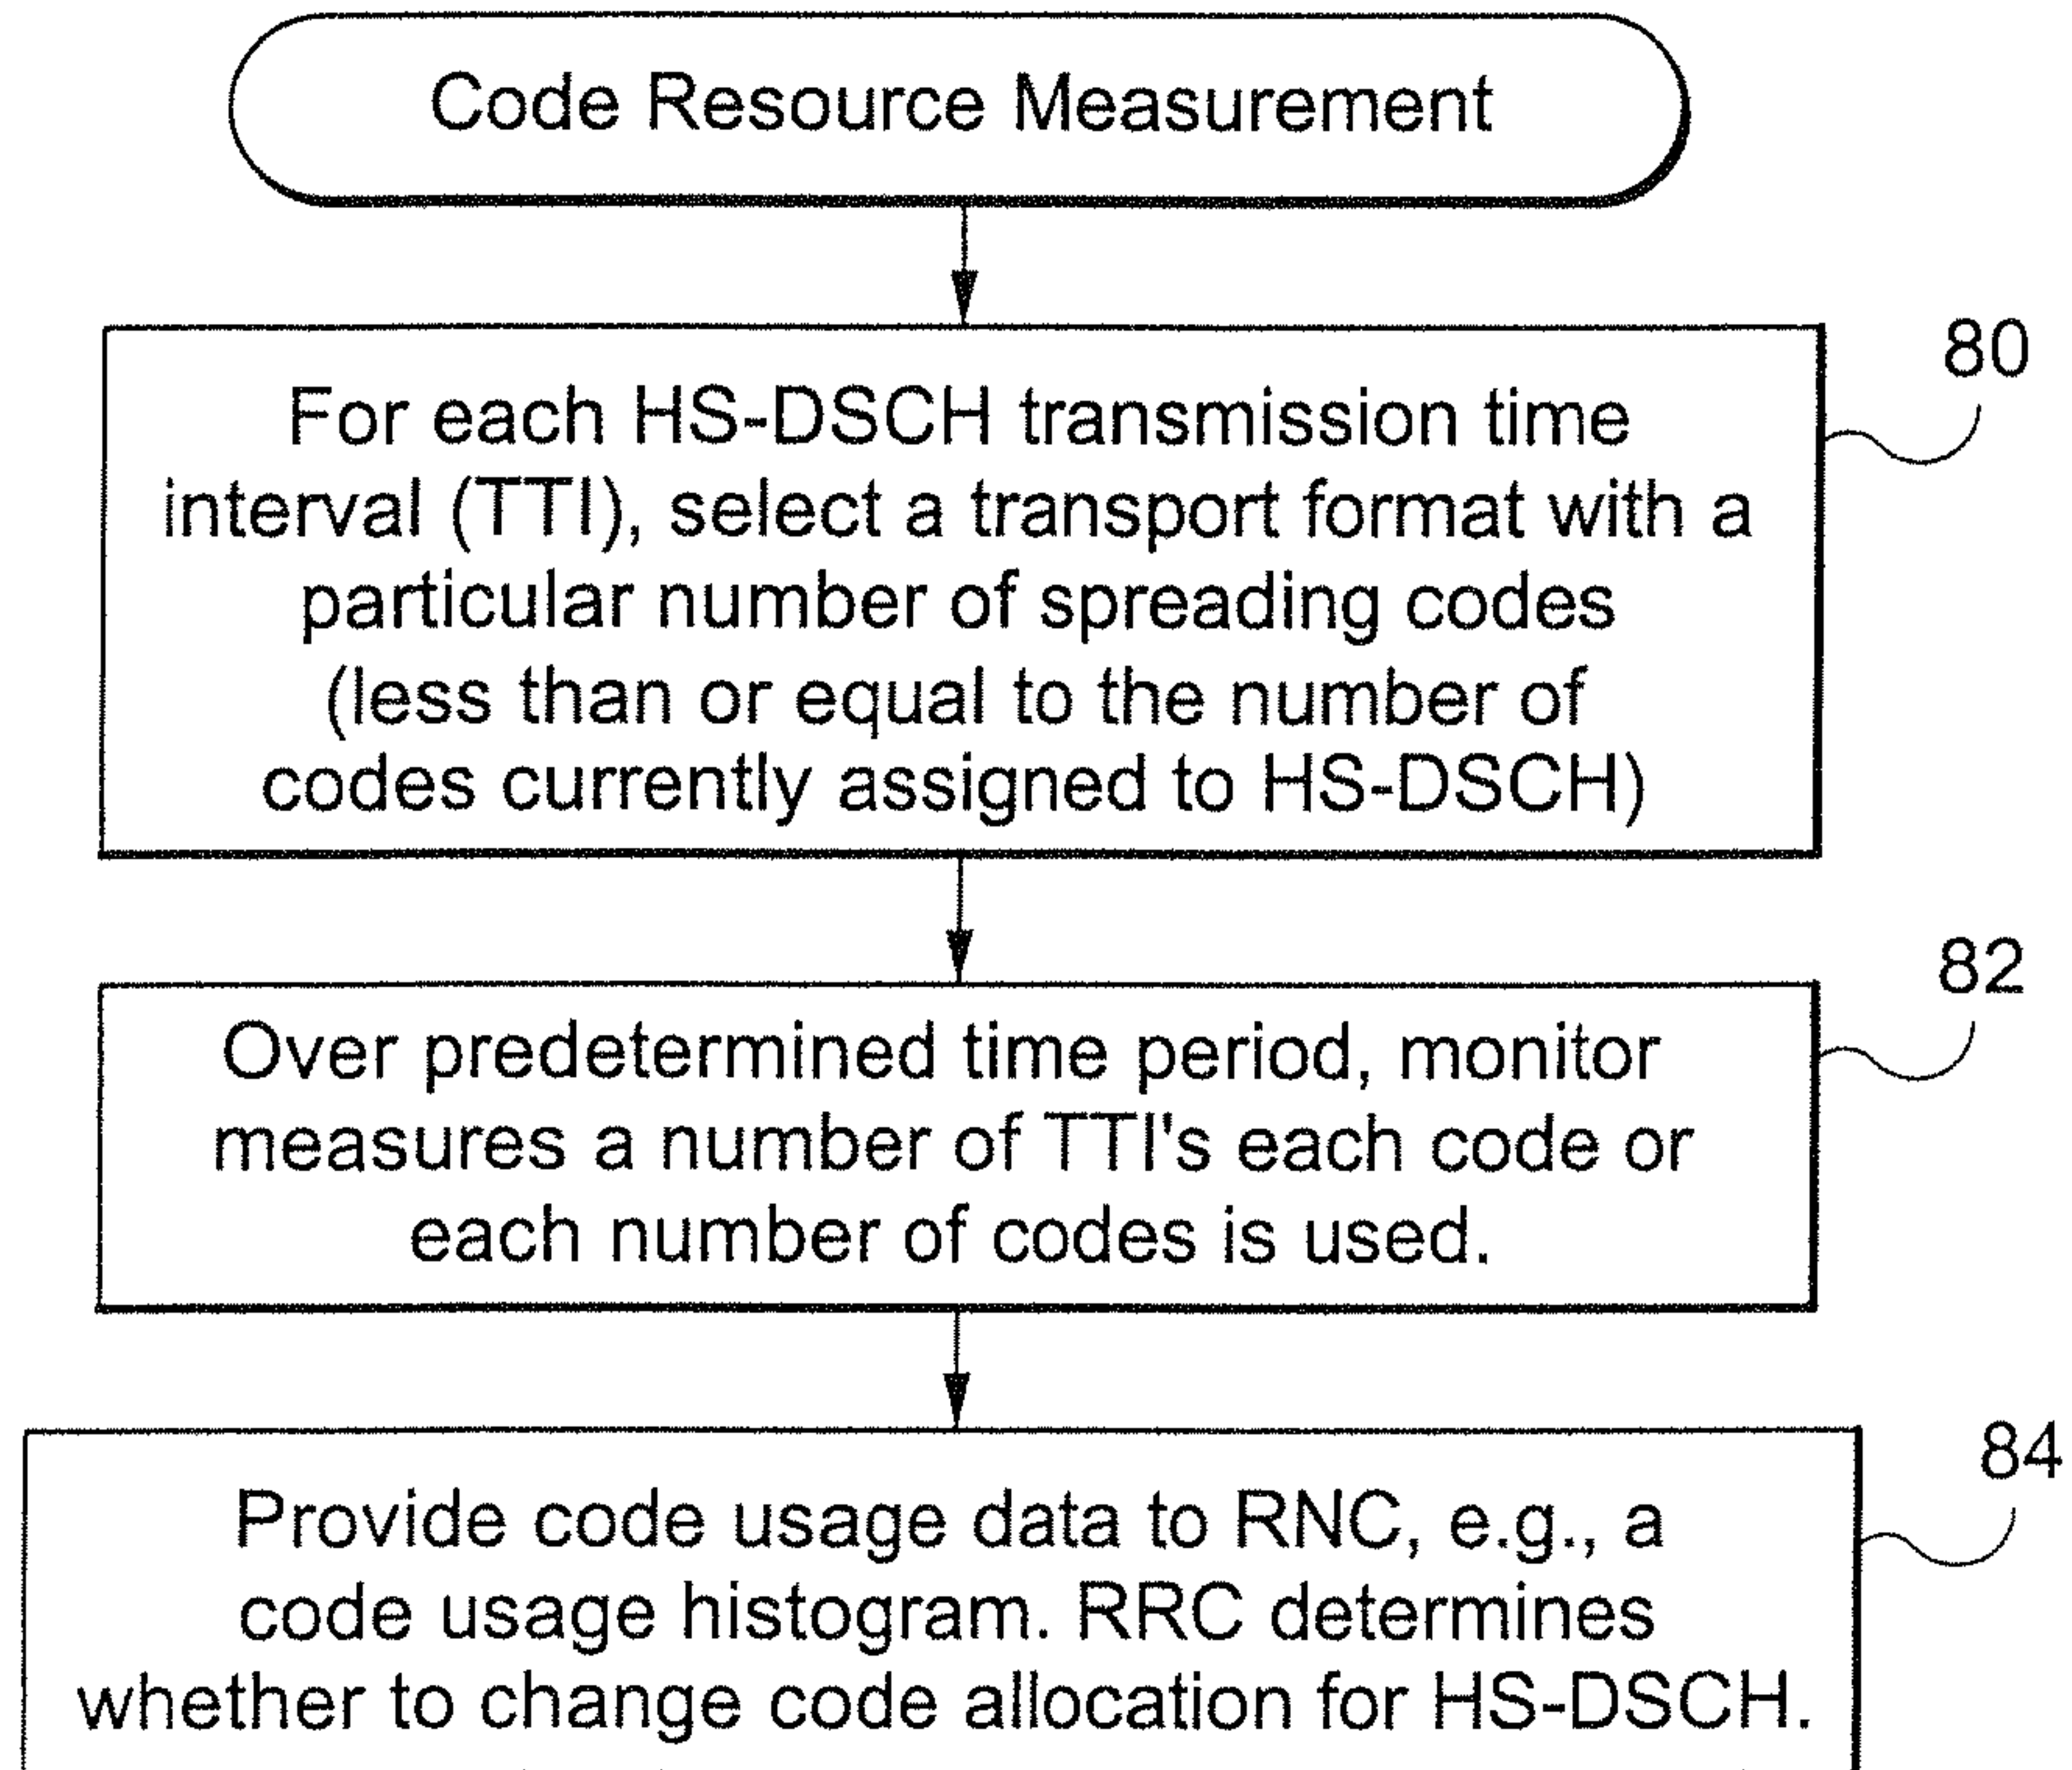 Code Resource Measurement
80
For each HS-DSCH transmission time
interval (TTI), select a transport format with a
particular number of spreading codes
(less than or equal to the number of
codes currently assigned to HS-DSCH)
82
Over predetermined time period, monitor
measures a number of TTI's each code or
each number of codes is used.
84
Provide code usage data to RNC, e.g., a
code usage histogram. RRC determines
whether to change code allocation for HS-DSCH.